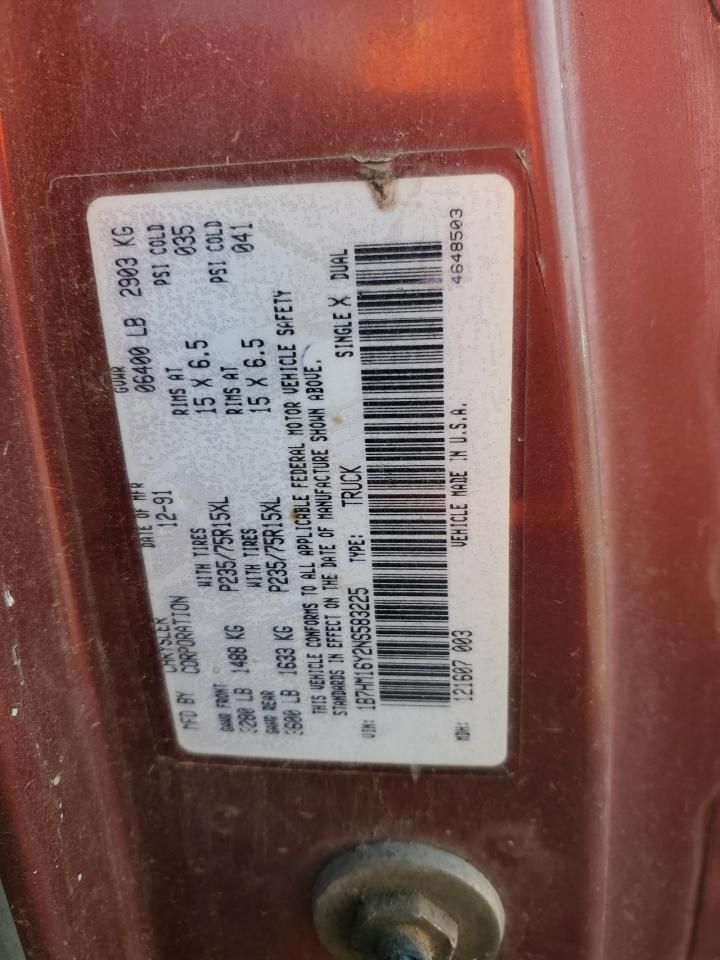 MFD BY CHRYSLER CORPORATION DATE OF MFR 12-91 GVWR 06400 LB 2903 KG
GAWR FRONT WITH TIRES RIMS AT PSI COLD
3280 LB 1488 KG P235/75R15XL 15 X 6.5 035
GAWR REAR WITH TIRES RIMS AT PSI COLD
3600 LB 1633 KG P235/75R15XL 15 X 6.5 041
THIS VEHICLE CONFORMS TO ALL APPLICABLE FEDERAL MOTOR VEHICLE SAFETY
STANDARDS IN EFFECT ON THE DATE OF MANUFACTURE SHOWN ABOVE.
VIN: 1B7HM16Y2NS583225 TYPE: TRUCK SINGLE X DUAL
MDH: 121607 003 VEHICLE MADE IN U.S.A. 4648503